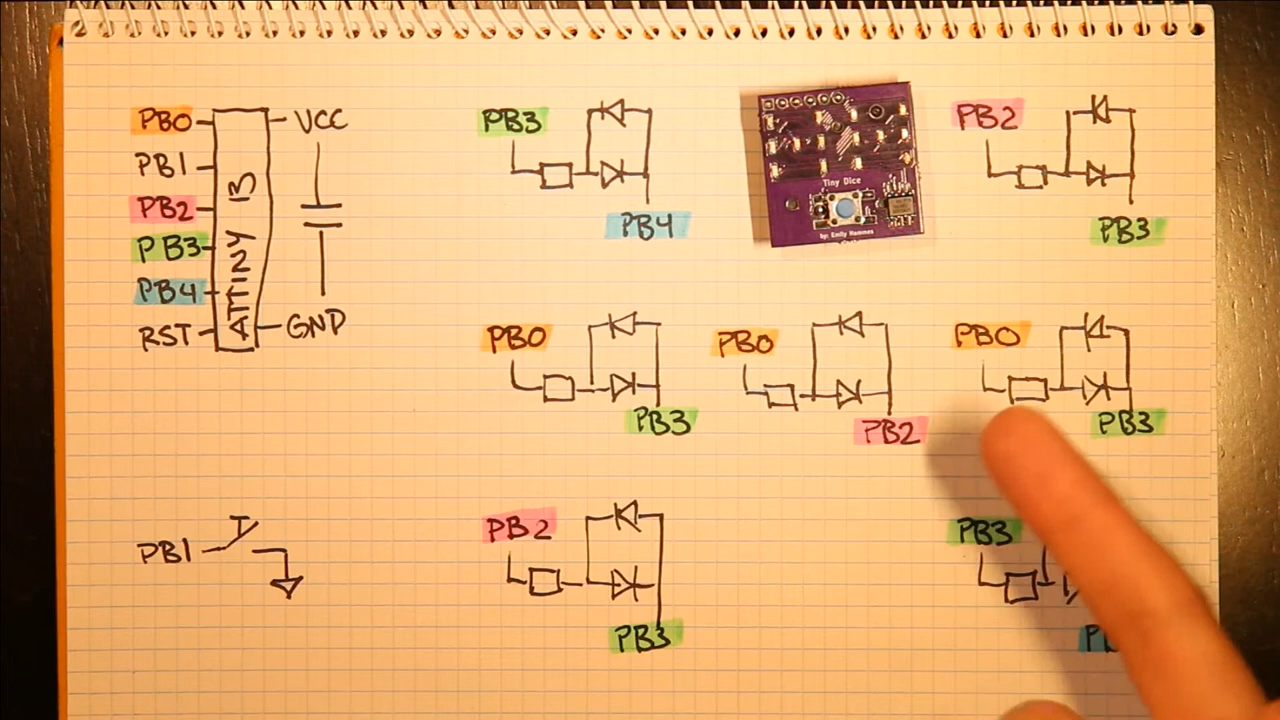 PB0
PB1
PB2
PB3
PB4
RST
ATTINY 13
VCC
GND
PB3
PB4
Tiny Dice
by: Emily Hammes
PB2
PB3
PB0
PB3
PB0
PB2
PB0
PB3
PB1
PB2
PB3
PB3